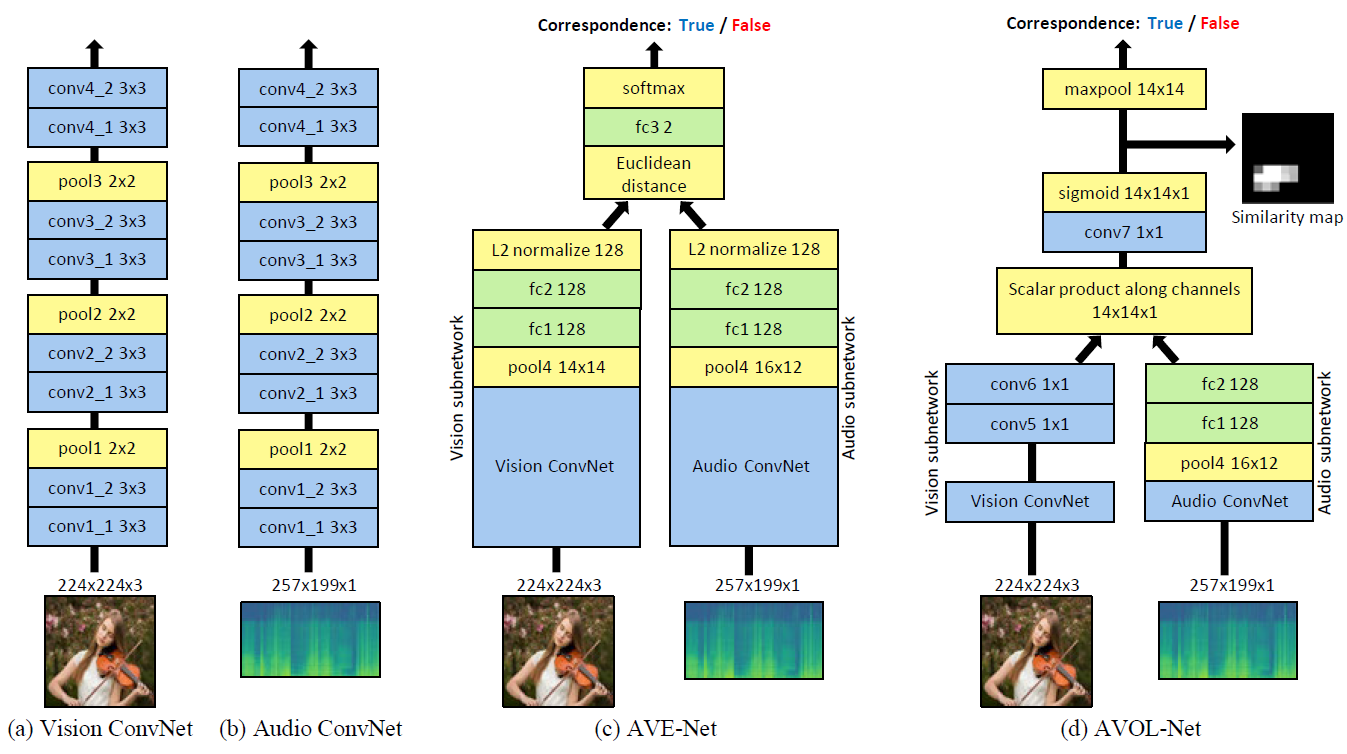 conv4_2 3x3
conv4_1 3x3
pool3 2x2
conv3_2 3x3
conv3_1 3x3
pool2 2x2
conv2_2 3x3
conv2_1 3x3
pool1 2x2
conv1_2 3x3
conv1_1 3x3
224x224x3
(a) Vision ConvNet
conv4_2 3x3
conv4_1 3x3
pool3 2x2
conv3_2 3x3
conv3_1 3x3
pool2 2x2
conv2_2 3x3
conv2_1 3x3
pool1 2x2
conv1_2 3x3
conv1_1 3x3
257x199x1
(b) Audio ConvNet
Correspondence: True / False
softmax
fc3 2
Euclidean
distance
Vision subnetwork
L2 normalize 128
fc2 128
fc1 128
pool4 14x14
Vision ConvNet
224x224x3
L2 normalize 128
fc2 128
fc1 128
pool4 16x12
Audio ConvNet
Audio subnetwork
257x199x1
(c) AVE-Net
Correspondence: True / False
maxpool 14x14
Similarity map
sigmoid 14x14x1
conv7 1x1
Scalar product along channels
14x14x1
Vision subnetwork
conv6 1x1
conv5 1x1
Vision ConvNet
224x224x3
fc2 128
fc1 128
pool4 16x12
Audio ConvNet
Audio subnetwork
257x199x1
(d) AVOL-Net